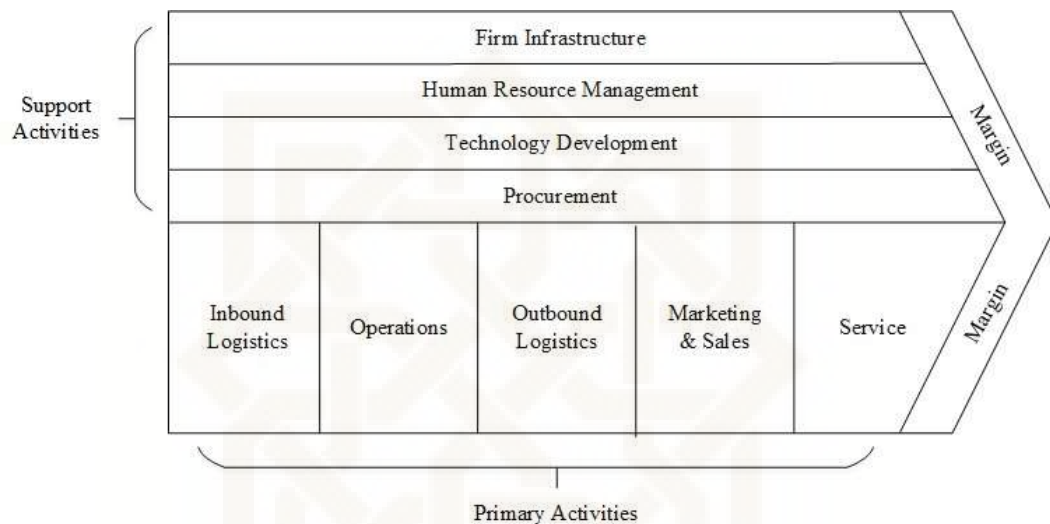 Firm Infrastructure
Human Resource Management
Support
Activities
Technology Development
Procurement
Margin
Inbound
Logistics
Operations
Outbound
Logistics
Marketing
& Sales
Service
Margin
Primary Activities